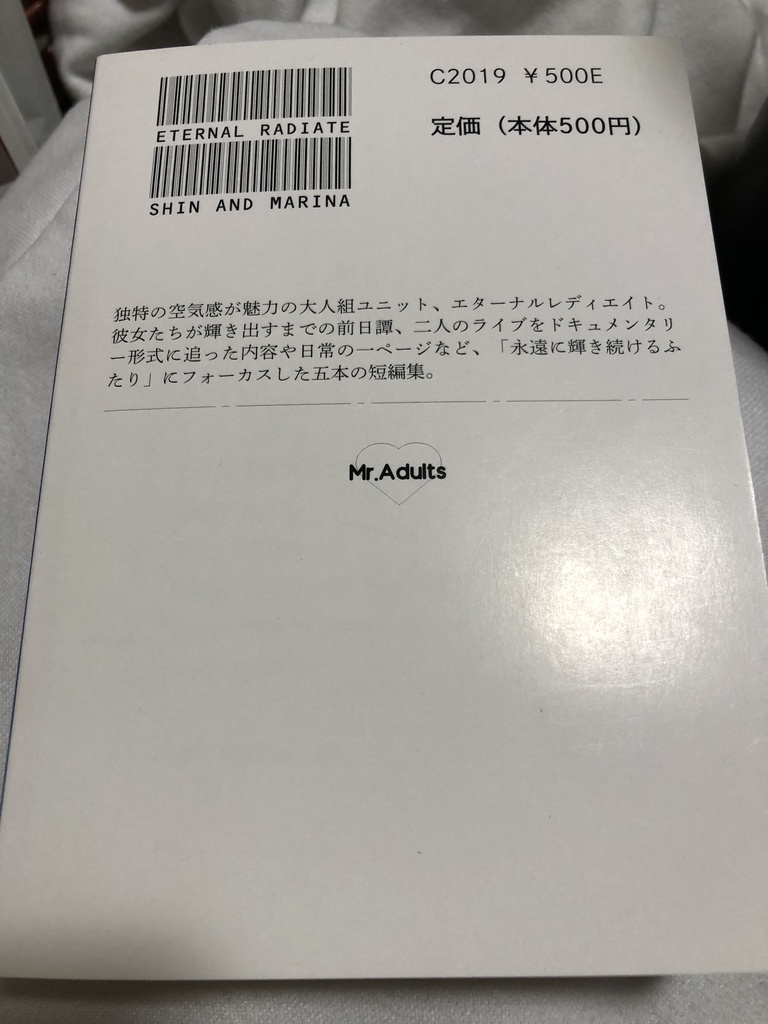 ETERNAL RADIATE
SHIN AND MARINA
C2019 ¥500E
定価（本体500円）
独特の空気感が魅力の大人組ユニット、エターナルレディエイト。
彼女たちが輝き出すまでの前日譚、二人のライブをドキュメンタリ
ー形式に追った内容や日常の一ページなど、「永遠に輝き続けるふ
たり」にフォーカスした五本の短編集。
Mr.Adults